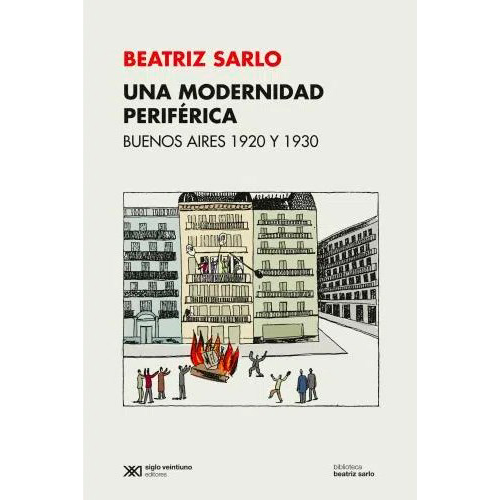 BEATRIZ SARLO
UNA MODERNIDAD
PERIFÉRICA
BUENOS AIRES 1920 Y 1930
siglo veintiuno
editores
biblioteca
beatriz sarlo